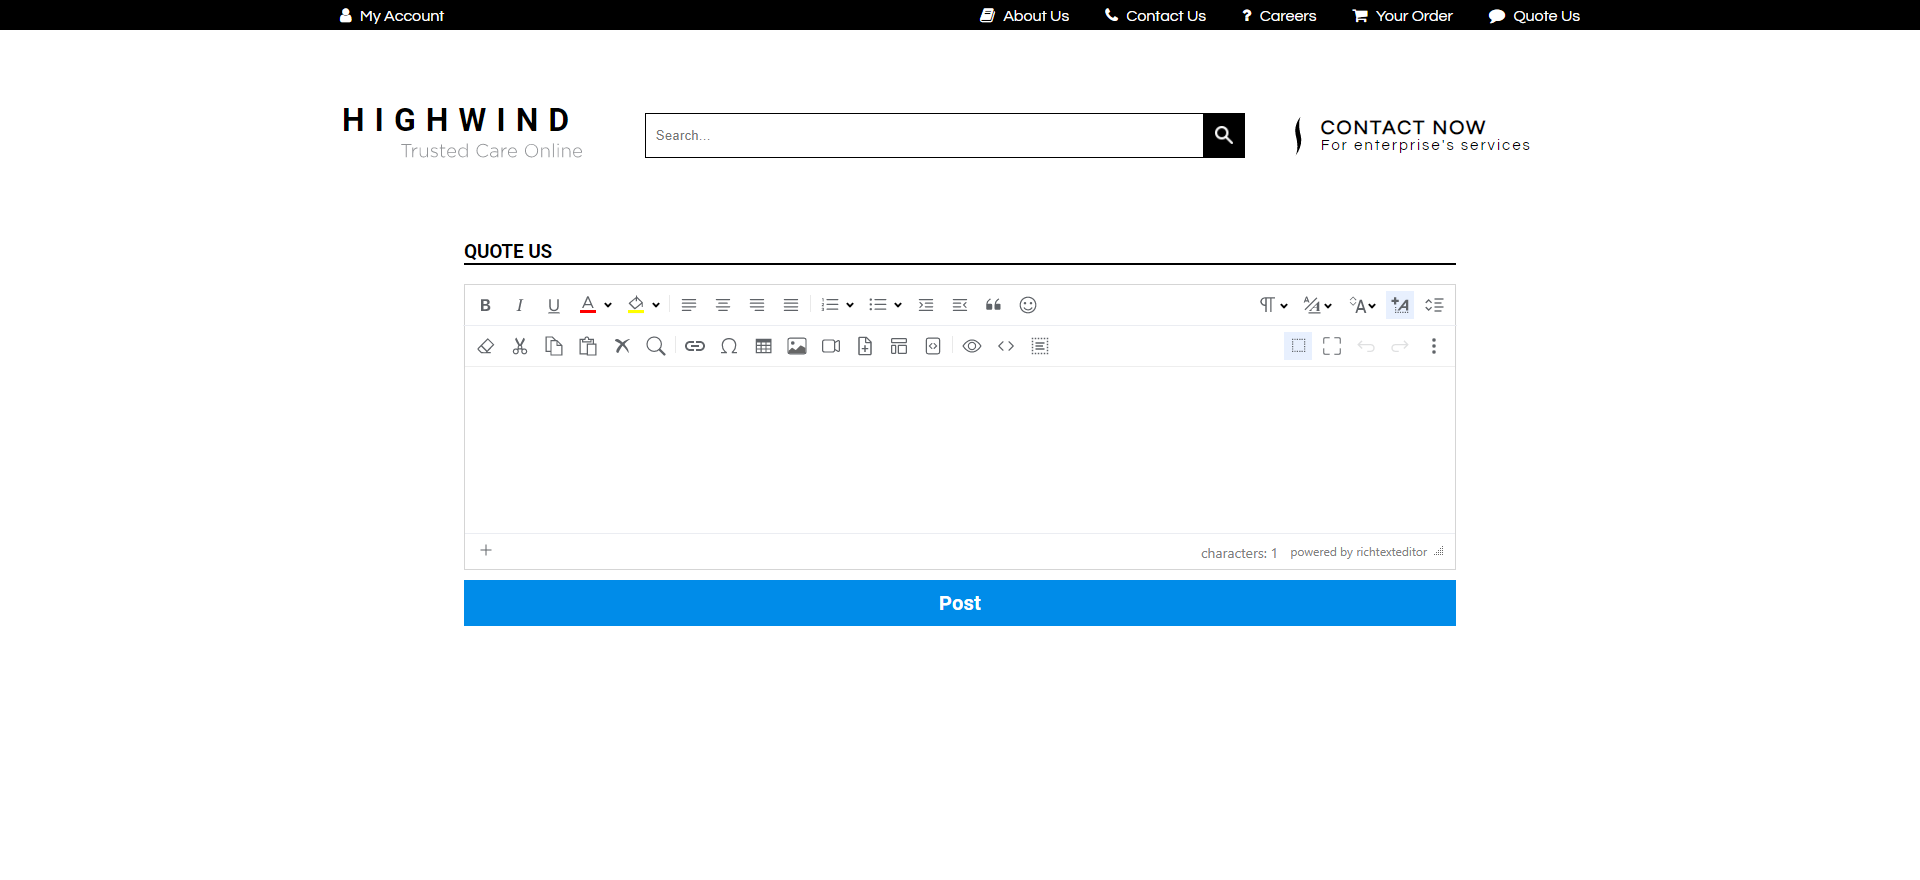 My Account
About Us
Contact Us
? Careers
Your Order
Quote Us
HIGHWIND
Trusted Care Online
Search...
CONTACT NOW
For enterprise's services
QUOTE US
B I U A
A
characters: 1
powered by richtexteditor
Post